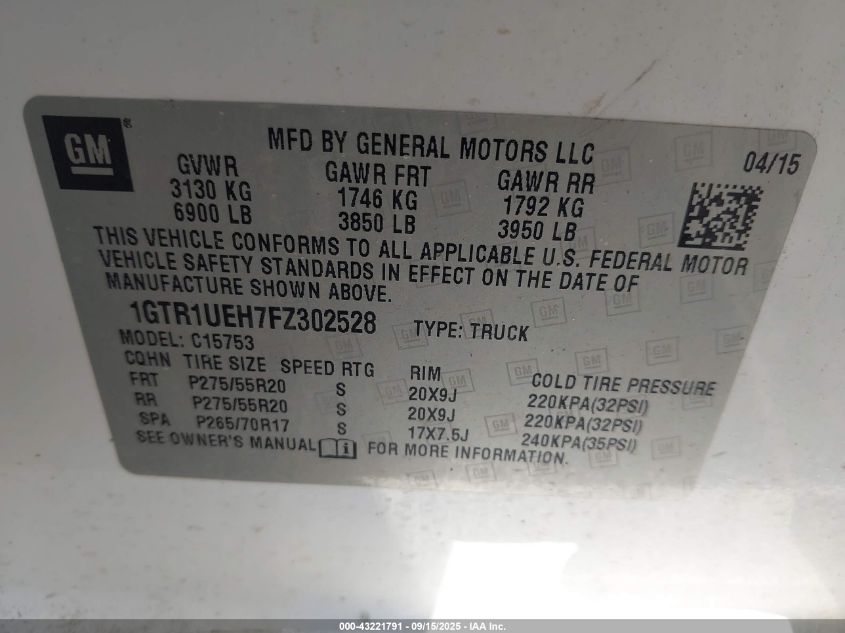 GM ®
MFD BY GENERAL MOTORS LLC
04/15
GVWR GAWR FRT GAWR RR
3130 KG 1746 KG 1792 KG
6900 LB 3850 LB 3950 LB
THIS VEHICLE CONFORMS TO ALL APPLICABLE U.S. FEDERAL MOTOR
VEHICLE SAFETY STANDARDS IN EFFECT ON THE DATE OF
MANUFACTURE SHOWN ABOVE.
1GTR1UEH7FZ302528 TYPE: TRUCK
MODEL: C15753
CQHN TIRE SIZE SPEED RTG RIM COLD TIRE PRESSURE
FRT P275/55R20 S 20X9J 220KPA(32PSI)
RR P275/55R20 S 20X9J 220KPA(32PSI)
SPA P265/70R17 S 17X7.5J 240KPA(35PSI)
SEE OWNER'S MANUAL FOR MORE INFORMATION.
000-43221791 - 09/15/2025 - IAA Inc.